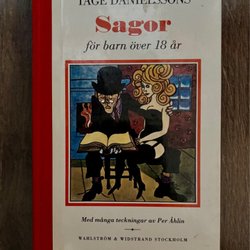 TAGE DANIELSSONS
Sagor
för barn över 18 år
Med många teckningar av Per Åhlin
WAHLSTRÖM & WIDSTRAND STOCKHOLM